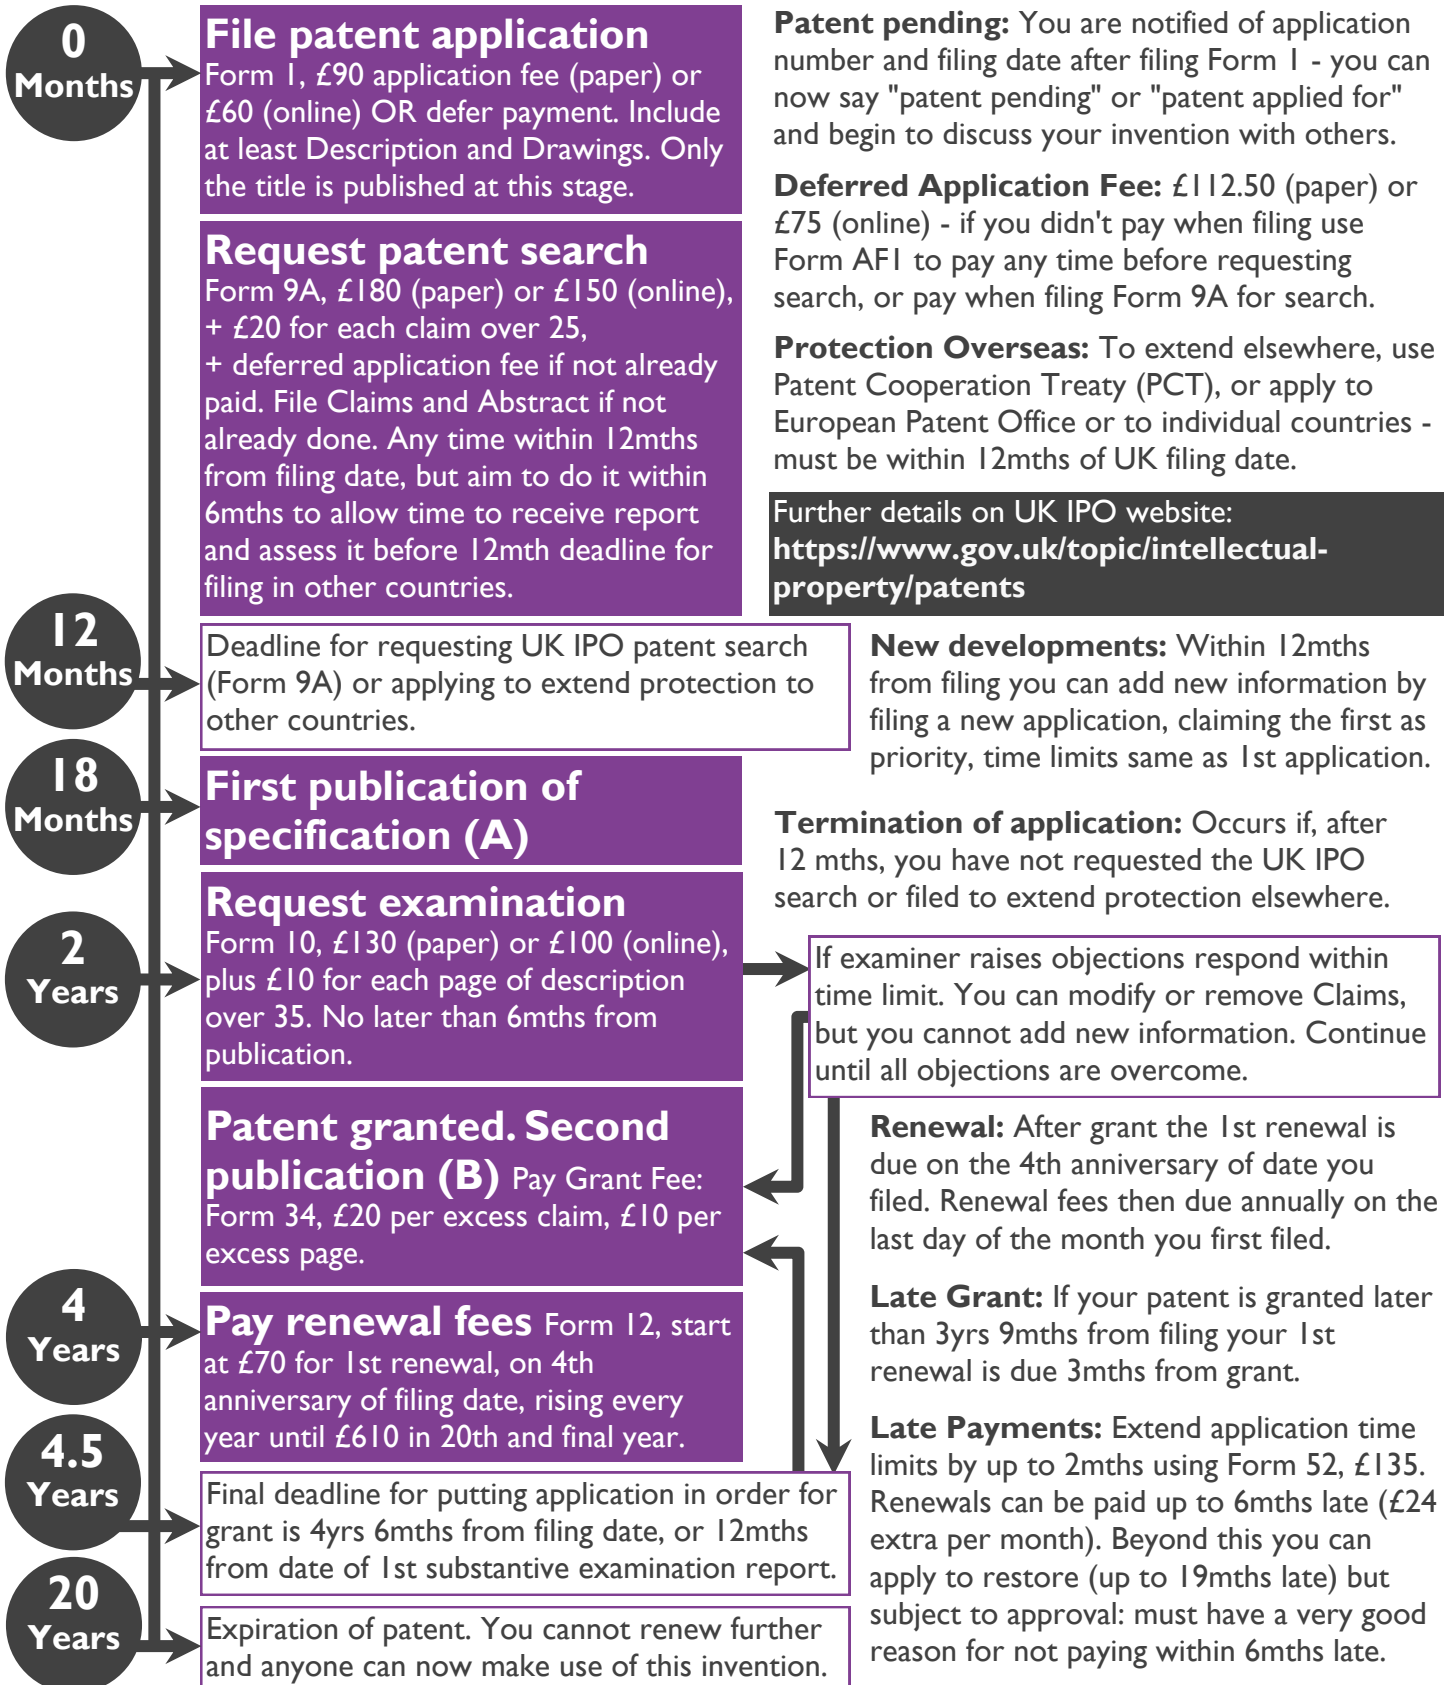 0
Months
File patent application
Form 1, £90 application fee (paper) or
£60 (online) OR defer payment. Include
at least Description and Drawings. Only
the title is published at this stage.
Patent pending: You are notified of application
number and filing date after filing Form 1 - you can
now say "patent pending" or "patent applied for"
and begin to discuss your invention with others.
Deferred Application Fee: £112.50 (paper) or
£75 (online) - if you didn't pay when filing use
Form AF1 to pay any time before requesting
search, or pay when filing Form 9A for search.
Request patent search
Form 9A, £180 (paper) or £150 (online),
+ £20 for each claim over 25,
+ deferred application fee if not already
paid. File Claims and Abstract if not
already done. Any time within 12mths
from filing date, but aim to do it within
6mths to allow time to receive report
and assess it before 12mth deadline for
filing in other countries.
Protection Overseas: To extend elsewhere, use
Patent Cooperation Treaty (PCT), or apply to
European Patent Office or to individual countries -
must be within 12mths of UK filing date.
Further details on UK IPO website:
https://www.gov.uk/topic/intellectual-
property/patents
12
Months
Deadline for requesting UK IPO patent search
(Form 9A) or applying to extend protection to
other countries.
New developments: Within 12mths
from filing you can add new information by
filing a new application, claiming the first as
priority, time limits same as 1st application.
18
Months
First publication of
specification (A)
Termination of application: Occurs if, after
12 mths, you have not requested the UK IPO
search or filed to extend protection elsewhere.
2
Years
Request examination
Form 10, £130 (paper) or £100 (online),
plus £10 for each page of description
over 35. No later than 6mths from
publication.
If examiner raises objections respond within
time limit. You can modify or remove Claims,
but you cannot add new information. Continue
until all objections are overcome.
Patent granted. Second
publication (B) Pay Grant Fee:
Form 34, £20 per excess claim, £10 per
excess page.
Renewal: After grant the 1st renewal is
due on the 4th anniversary of date you
filed. Renewal fees then due annually on the
last day of the month you first filed.
4
Years
Pay renewal fees Form 12, start
at £70 for 1st renewal, on 4th
anniversary of filing date, rising every
year until £610 in 20th and final year.
Late Grant: If your patent is granted later
than 3yrs 9mths from filing your 1st
renewal is due 3mths from grant.
4.5
Years
Final deadline for putting application in order for
grant is 4yrs 6mths from filing date, or 12mths
from date of 1st substantive examination report.
Late Payments: Extend application time
limits by up to 2mths using Form 52, £135.
Renewals can be paid up to 6mths late (£24
extra per month). Beyond this you can
apply to restore (up to 19mths late) but
subject to approval: must have a very good
reason for not paying within 6mths late.
20
Years
Expiration of patent. You cannot renew further
and anyone can now make use of this invention.